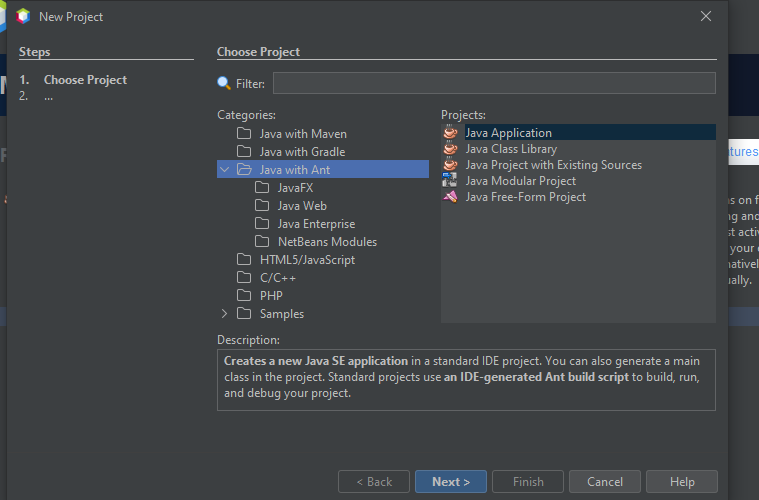 New Project
Steps
1. Choose Project
2. ...
Choose Project
Filter:
Categories:
Java with Maven
Java with Gradle
Java with Ant
JavaFX
Java Web
Java Enterprise
NetBeans Modules
HTML5/JavaScript
C/C++
PHP
Samples
Projects:
Java Application
Java Class Library
Java Project with Existing Sources
Java Modular Project
Java Free-Form Project
Description:
Creates a new Java SE application in a standard IDE project. You can also generate a main
class in the project. Standard projects use an IDE-generated Ant build script to build, run,
and debug your project.
< Back
Next >
Finish
Cancel
Help